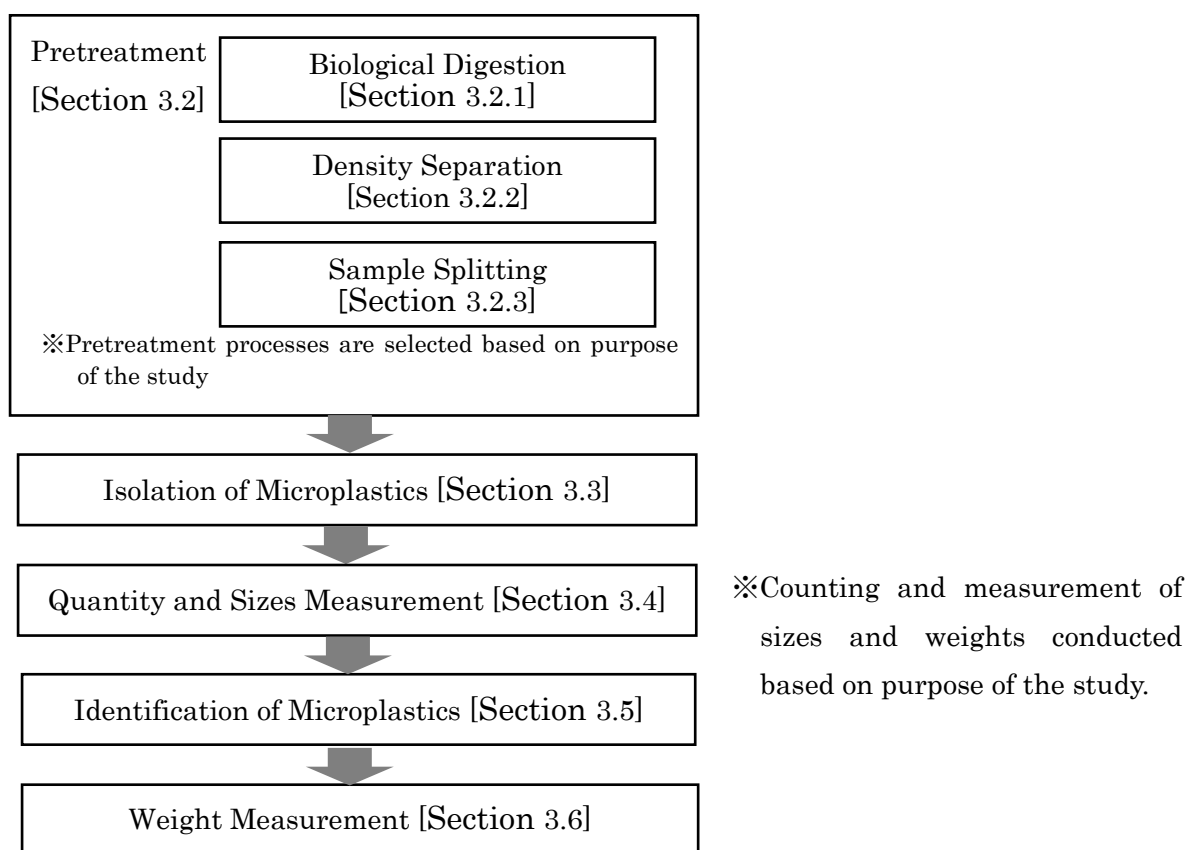 Pretreatment
[Section 3.2]
Biological Digestion
[Section 3.2.1]
Density Separation
[Section 3.2.2]
Sample Splitting
[Section 3.2.3]
※Pretreatment processes are selected based on purpose
of the study
Isolation of Microplastics [Section 3.3]
Quantity and Sizes Measurement [Section 3.4]
※Counting and measurement of
sizes and weights conducted
based on purpose of the study.
Identification of Microplastics [Section 3.5]
Weight Measurement [Section 3.6]